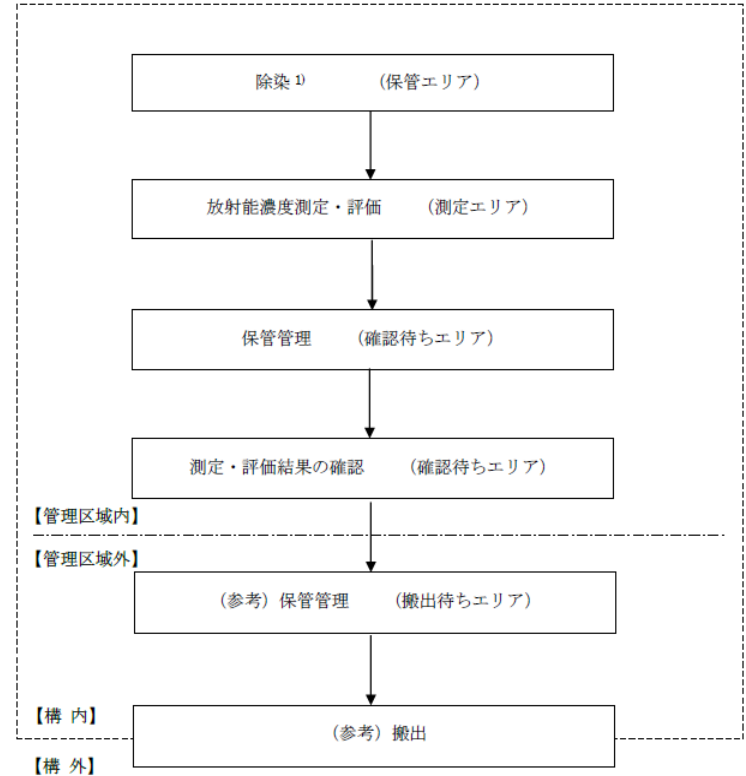 除染 1) （保管エリア）
放射能濃度測定・評価 （測定エリア）
保管管理 （確認待ちエリア）
測定・評価結果の確認 （確認待ちエリア）
【管理区域内】
【管理区域外】
（参考）保管管理 （搬出待ちエリア）
【構 内】
（参考）搬出
【構 外】